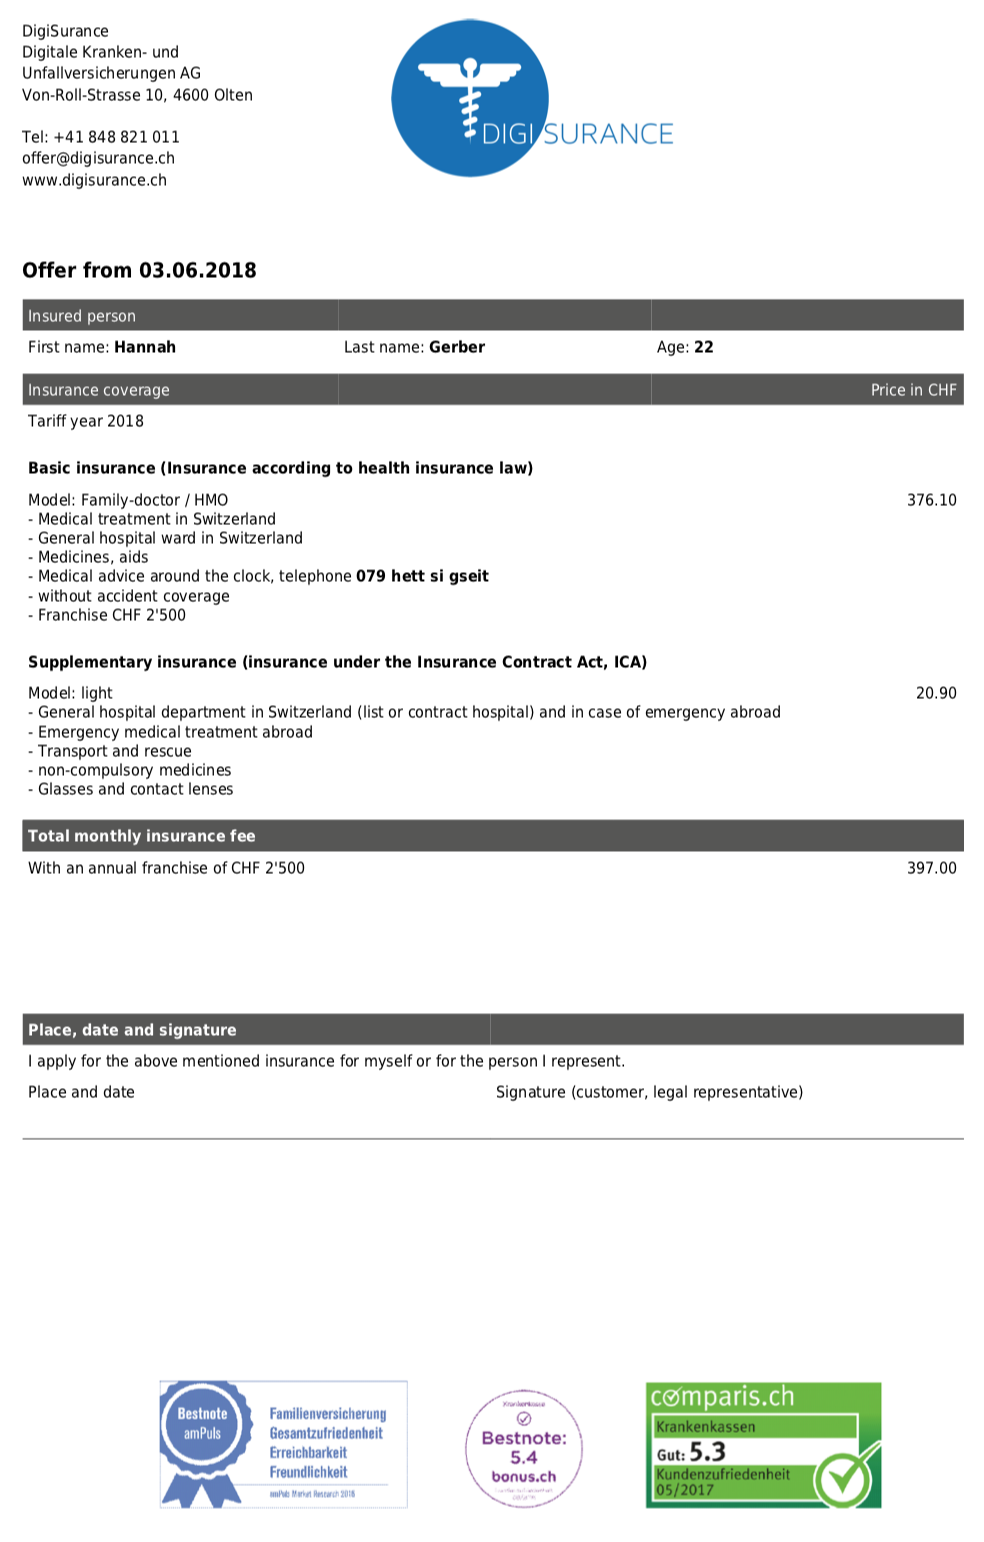 DigiSurance
Digitale Kranken- und
Unfallversicherungen AG
Von-Roll-Strasse 10, 4600 Olten
Tel: +41 848 821 011
offer@digisurance.ch
www.digisurance.ch
DIGI SURANCE
Offer from 03.06.2018
Insured person
First name: Hannah Last name: Gerber Age: 22
Insurance coverage Price in CHF
Tariff year 2018
Basic insurance (Insurance according to health insurance law)
Model: Family-doctor / HMO 376.10
- Medical treatment in Switzerland
- General hospital ward in Switzerland
- Medicines, aids
- Medical advice around the clock, telephone 079 hett si gseit
- without accident coverage
- Franchise CHF 2'500
Supplementary insurance (insurance under the Insurance Contract Act, ICA)
Model: light 20.90
- General hospital department in Switzerland (list or contract hospital) and in case of emergency abroad
- Emergency medical treatment abroad
- Transport and rescue
- non-compulsory medicines
- Glasses and contact lenses
Total monthly insurance fee
With an annual franchise of CHF 2'500 397.00
Place, date and signature
I apply for the above mentioned insurance for myself or for the person I represent.
Place and date Signature (customer, legal representative)
Bestnote
amPuls
Familienversicherung
Gesamtzufriedenheit
Erreichbarkeit
Freundlichkeit
amPuls Market Research 2018
Krankenkasse
Bestnote:
5.4
bonus.ch
comparis.ch
Krankenkassen
Gut: 5.3
Kundenzufriedenheit
05/2017